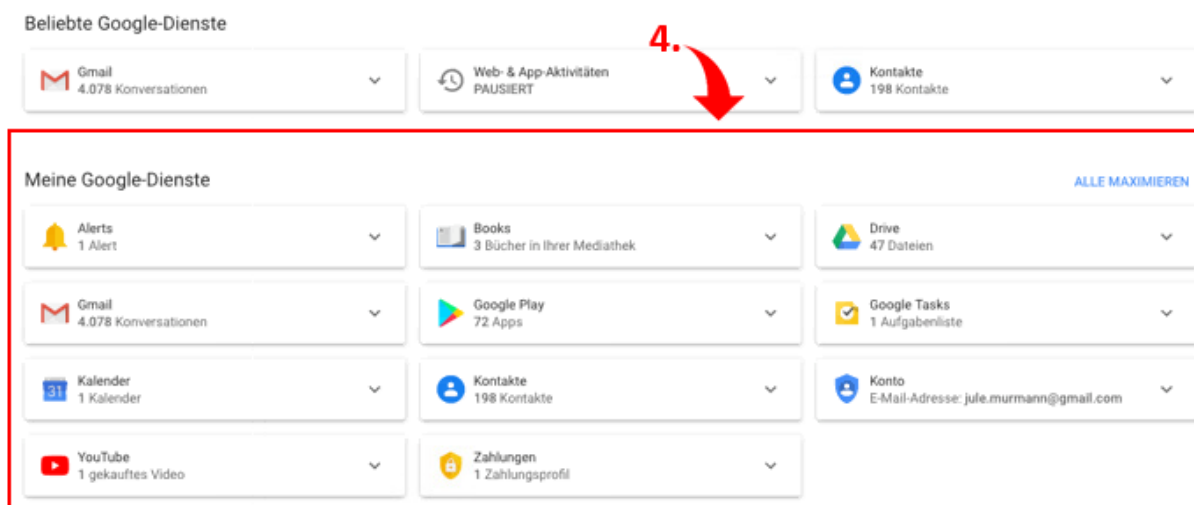 Beliebte Google-Dienste
4.
Gmail
4.078 Konversationen
Web- & App-Aktivitäten
PAUSIERT
Kontakte
198 Kontakte
Meine Google-Dienste
ALLE MAXIMIEREN
Alerts
1 Alert
Books
3 Bücher in Ihrer Mediathek
Drive
47 Dateien
Gmail
4.078 Konversationen
Google Play
72 Apps
Google Tasks
1 Aufgabenliste
31
Kalender
1 Kalender
Kontakte
198 Kontakte
Konto
E-Mail-Adresse: jule.murmann@gmail.com
YouTube
1 gekauftes Video
Zahlungen
1 Zahlungsprofil